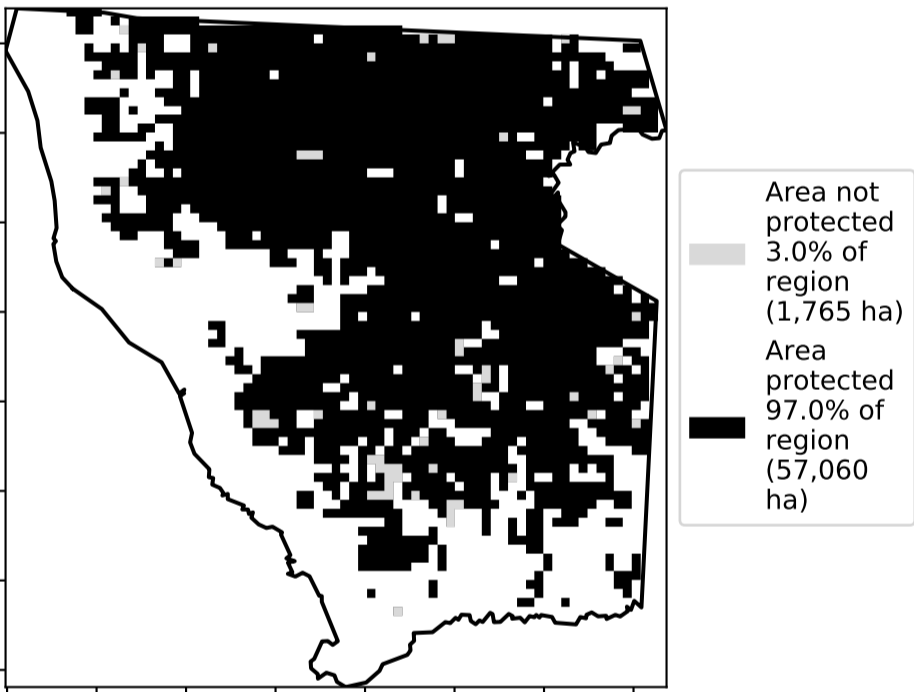 Area not
protected
3.0% of
region
(1,765 ha)
Area
protected
97.0% of
region
(57,060
ha)